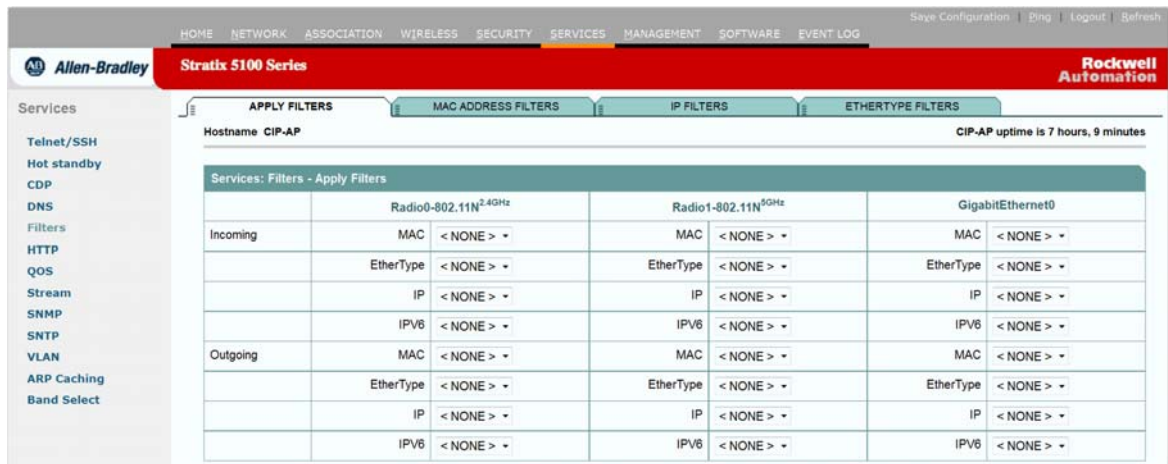 Save Configuration | Ping | Logout | Refresh
HOME NETWORK ASSOCIATION WIRELESS SECURITY SERVICES MANAGEMENT SOFTWARE EVENT LOG
AB Allen-Bradley Stratix 5100 Series Rockwell
Automation
Services
APPLY FILTERS MAC ADDRESS FILTERS IP FILTERS ETHERTYPE FILTERS
Hostname CIP-AP CIP-AP uptime is 7 hours, 9 minutes
Telnet/SSH
Hot standby
CDP
DNS
Filters
HTTP
QOS
Stream
SNMP
SNTP
VLAN
ARP Caching
Band Select
Services: Filters - Apply Filters
Radio0-802.11N2.4GHz Radio1-802.11N5GHz GigabitEthernet0
Incoming MAC < NONE > MAC < NONE > MAC < NONE >
EtherType < NONE > EtherType < NONE > EtherType < NONE >
IP < NONE > IP < NONE > IP < NONE >
IPV6 < NONE > IPV6 < NONE > IPV6 < NONE >
Outgoing MAC < NONE > MAC < NONE > MAC < NONE >
EtherType < NONE > EtherType < NONE > EtherType < NONE >
IP < NONE > IP < NONE > IP < NONE >
IPV6 < NONE > IPV6 < NONE > IPV6 < NONE >